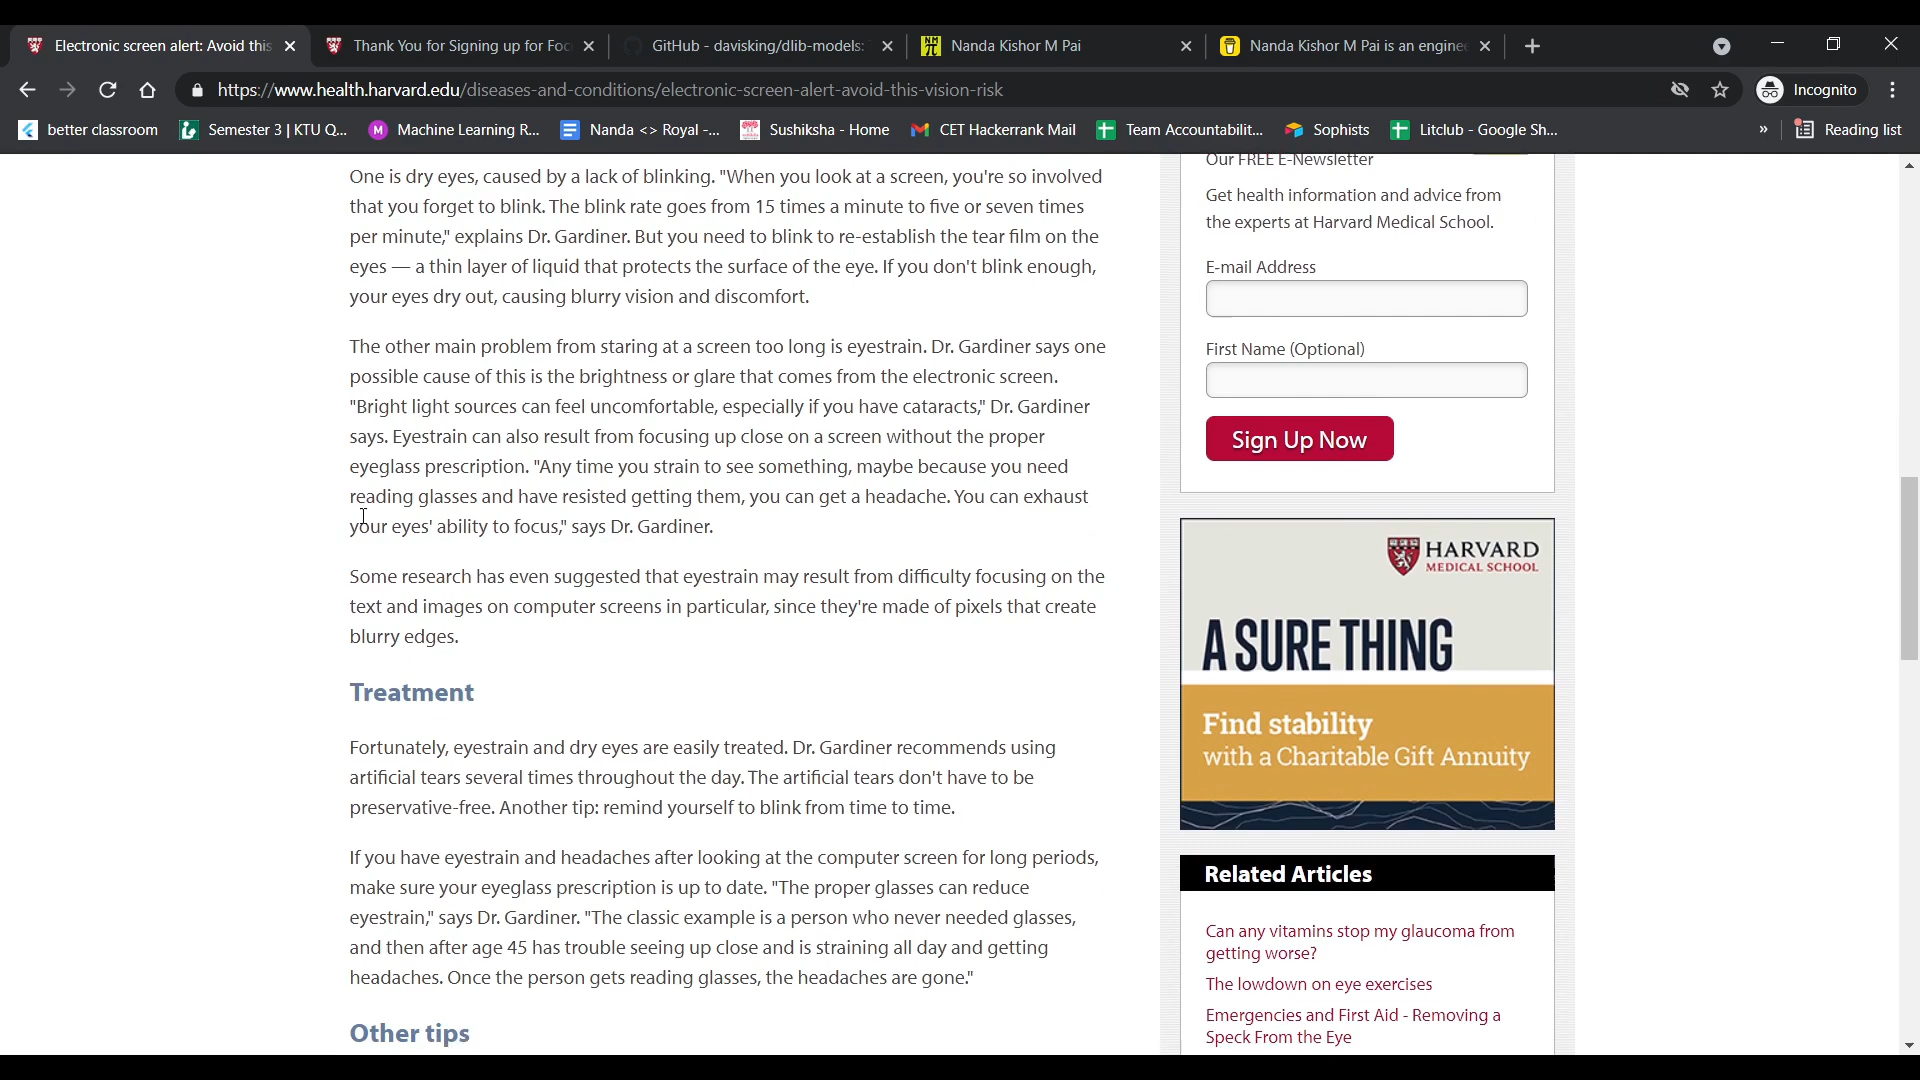 Electronic screen alert: Avoid this
Thank You for Signing up for Foc
GitHub - davisking/dlib-models:
Nanda Kishor M Pai
Nanda Kishor M Pai is an engine
https://www.health.harvard.edu/diseases-and-conditions/electronic-screen-alert-avoid-this-vision-risk
Incognito
better classroom
Semester 3 | KTU Q...
Machine Learning R...
Nanda <> Royal -...
Sushiksha - Home
CET Hackerrank Mail
Team Accountabilit...
Sophists
Litclub - Google Sh...
»
Reading list
One is dry eyes, caused by a lack of blinking. "When you look at a screen, you're so involved
that you forget to blink. The blink rate goes from 15 times a minute to five or seven times
per minute," explains Dr. Gardiner. But you need to blink to re-establish the tear film on the
eyes — a thin layer of liquid that protects the surface of the eye. If you don't blink enough,
your eyes dry out, causing blurry vision and discomfort.
The other main problem from staring at a screen too long is eyestrain. Dr. Gardiner says one
possible cause of this is the brightness or glare that comes from the electronic screen.
"Bright light sources can feel uncomfortable, especially if you have cataracts," Dr. Gardiner
says. Eyestrain can also result from focusing up close on a screen without the proper
eyeglass prescription. "Any time you strain to see something, maybe because you need
reading glasses and have resisted getting them, you can get a headache. You can exhaust
your eyes' ability to focus," says Dr. Gardiner.
Some research has even suggested that eyestrain may result from difficulty focusing on the
text and images on computer screens in particular, since they're made of pixels that create
blurry edges.
Treatment
Fortunately, eyestrain and dry eyes are easily treated. Dr. Gardiner recommends using
artificial tears several times throughout the day. The artificial tears don't have to be
preservative-free. Another tip: remind yourself to blink from time to time.
If you have eyestrain and headaches after looking at the computer screen for long periods,
make sure your eyeglass prescription is up to date. "The proper glasses can reduce
eyestrain," says Dr. Gardiner. "The classic example is a person who never needed glasses,
and then after age 45 has trouble seeing up close and is straining all day and getting
headaches. Once the person gets reading glasses, the headaches are gone."
Other tips
Our FREE E-Newsletter
Get health information and advice from
the experts at Harvard Medical School.
E-mail Address
First Name (Optional)
Sign Up Now
HARVARD
MEDICAL SCHOOL
A SURE THING
Find stability
with a Charitable Gift Annuity
Related Articles
Can any vitamins stop my glaucoma from
getting worse?
The lowdown on eye exercises
Emergencies and First Aid - Removing a
Speck From the Eye